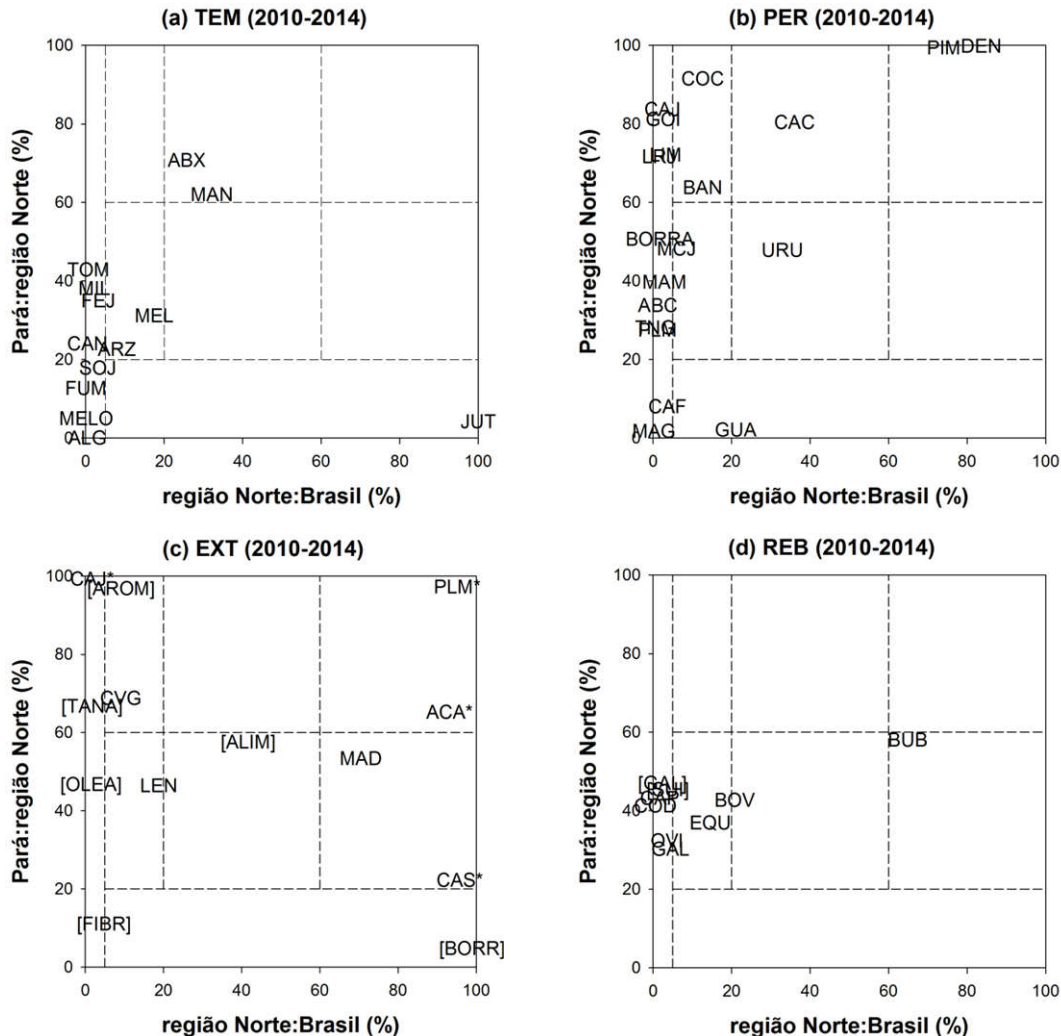 (a) TEM (2010-2014)
100
80
60
40
20
0
Pará:região Norte (%)
ABX
MAN
TOM
MIL
FEJ
MEL
CAN
ARZ
SOJ
FUM
MELO
ALG
JUT
0 20 40 60 80 100
região Norte:Brasil (%)
(b) PER (2010-2014)
100
80
60
40
20
0
Pará:região Norte (%)
PIM DEN
COC
CAJ
GOI
CAC
BAN
BORRA
MCJ
URU
MAM
ABC
CAF
MAG
GUA
0 20 40 60 80 100
região Norte:Brasil (%)
(c) EXT (2010-2014)
100
80
60
40
20
0
Pará:região Norte (%)
CAJ*
[AROM]
PLM*
CVG
[TANA]
ACA*
[ALIM]
MAD
[OLEA]
LEN
CAS*
[FIBR]
[BORR]
0 20 40 60 80 100
região Norte:Brasil (%)
(d) REB (2010-2014)
100
80
60
40
20
0
Pará:região Norte (%)
BUB
[GAL]
COD
BOV
EQU
OVI
GAL
0 20 40 60 80 100
região Norte:Brasil (%)